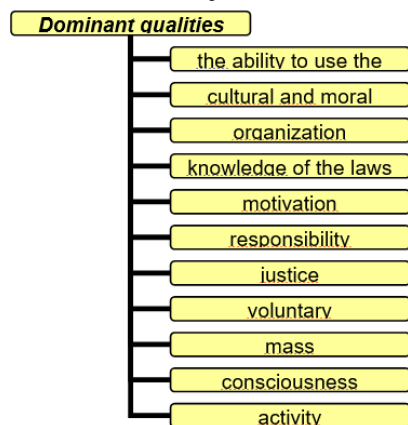 Dominant qualities
the ability to use the
cultural and moral
organization
knowledge of the laws
motivation
responsibility
justice
voluntary
mass
consciousness
activity